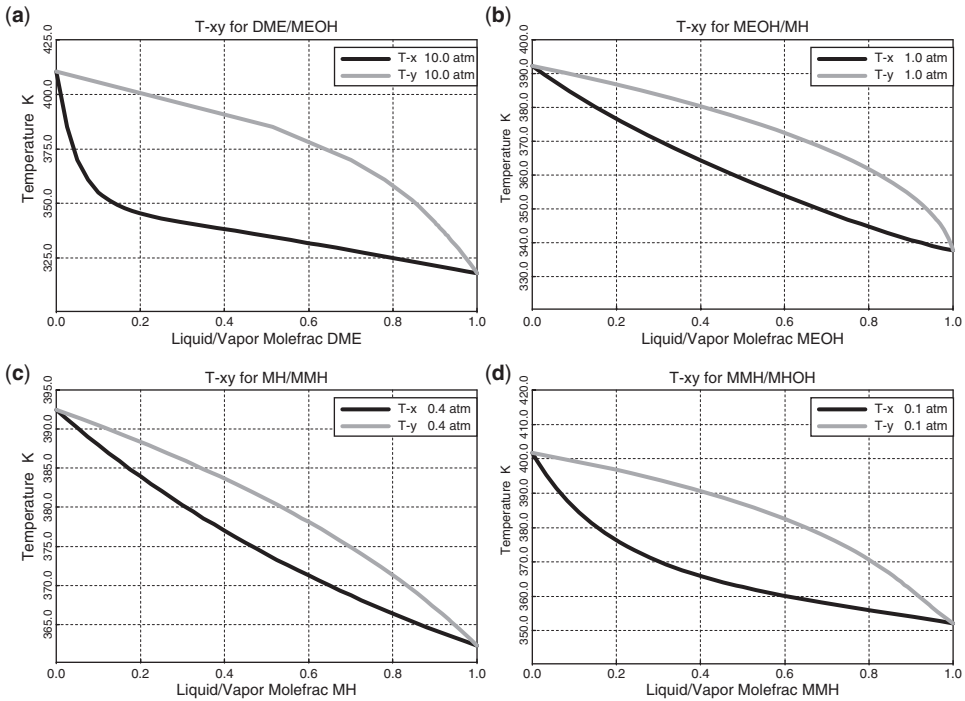 (a)
T-xy for DME/MEOH
T-x 10.0 atm
T-y 10.0 atm
Temperature K
425.0
400.0
375.0
350.0
325.0
0.0 0.2 0.4 0.6 0.8 1.0
Liquid/Vapor Molefrac DME
(b)
T-xy for MEOH/MH
T-x 1.0 atm
T-y 1.0 atm
Temperature K
400.0
390.0
380.0
370.0
360.0
350.0
340.0
330.0
0.0 0.2 0.4 0.6 0.8 1.0
Liquid/Vapor Molefrac MEOH
(c)
T-xy for MH/MMH
T-x 0.4 atm
T-y 0.4 atm
Temperature K
395.0
390.0
385.0
380.0
375.0
370.0
365.0
0.0 0.2 0.4 0.6 0.8 1.0
Liquid/Vapor Molefrac MH
(d)
T-xy for MMH/MHOH
T-x 0.1 atm
T-y 0.1 atm
Temperature K
420.0
410.0
400.0
390.0
380.0
370.0
360.0
350.0
0.0 0.2 0.4 0.6 0.8 1.0
Liquid/Vapor Molefrac MMH